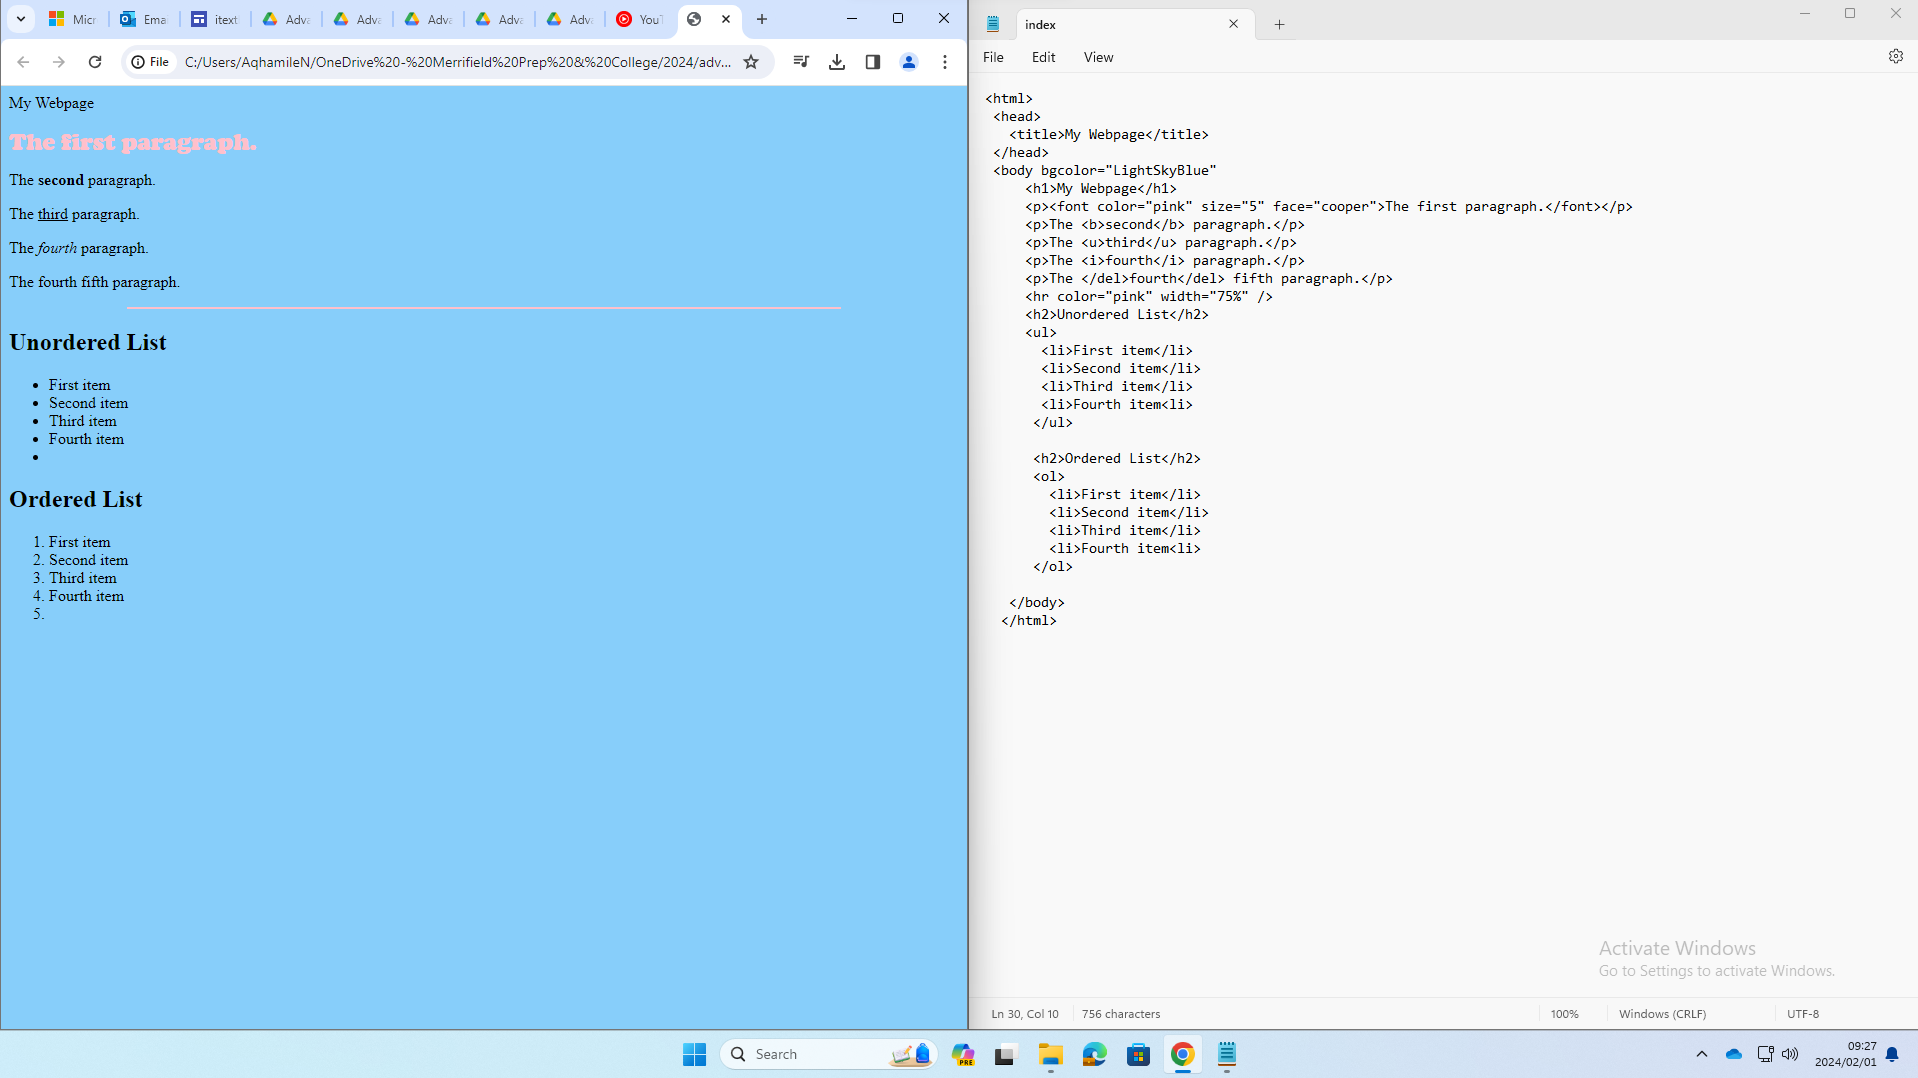 Micr
Ema
itext
Adva
Adva
Adva
Adva
Adva
YouT
File
C:/Users/AqhamileN/OneDrive%20-%20Merrifield%20Prep%20&%20College/2024/adv...
My Webpage
The first paragraph.
The second paragraph.
The third paragraph.
The fourth paragraph.
The fourth fifth paragraph.
Unordered List
• First item
• Second item
• Third item
• Fourth item
•
Ordered List
1. First item
2. Second item
3. Third item
4. Fourth item
5.
index
File Edit View
<html>
<head>
<title>My Webpage</title>
</head>
<body bgcolor="LightSkyBlue"
<h1>My Webpage</h1>
<p><font color="pink" size="5" face="cooper">The first paragraph.</font></p>
<p>The <b>second</b> paragraph.</p>
<p>The <u>third</u> paragraph.</p>
<p>The <i>fourth</i> paragraph.</p>
<p>The </del>fourth</del> fifth paragraph.</p>
<hr color="pink" width="75%" />
<h2>Unordered List</h2>
<ul>
<li>First item</li>
<li>Second item</li>
<li>Third item</li>
<li>Fourth item<li>
</ul>
<h2>Ordered List</h2>
<ol>
<li>First item</li>
<li>Second item</li>
<li>Third item</li>
<li>Fourth item<li>
</ol>
</body>
</html>
Activate Windows
Go to Settings to activate Windows.
Ln 30, Col 10 756 characters 100% Windows (CRLF) UTF-8
Search
PRE
09:27
2024/02/01